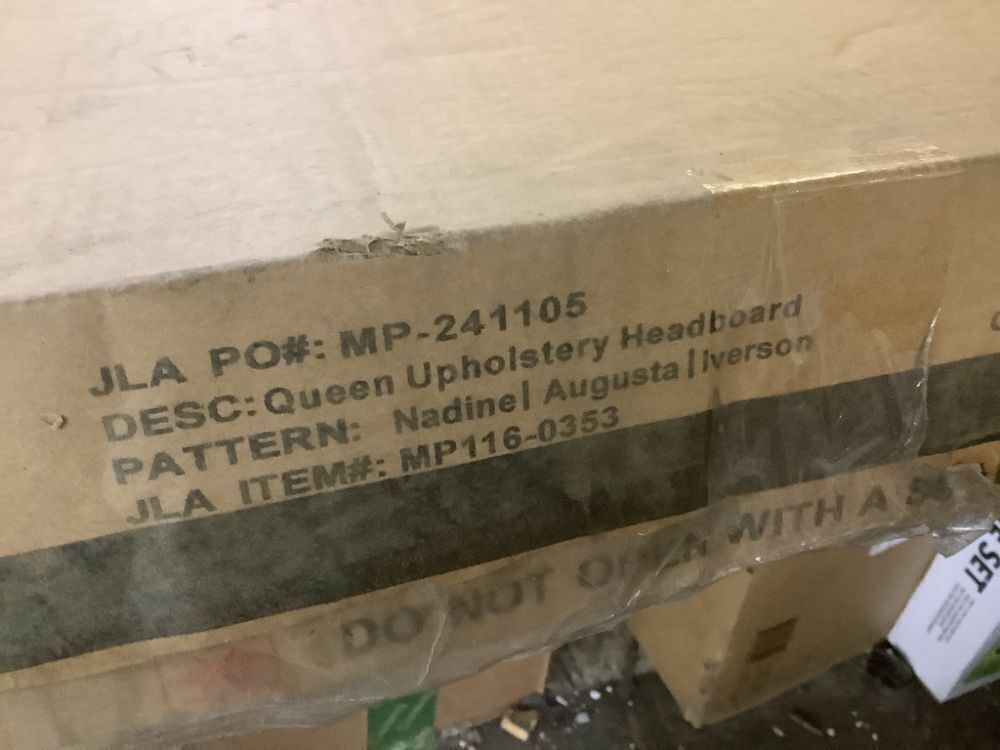 JLA PO#: MP-241105
DESC: Queen Upholstery Headboard
PATTERN: Nadine| Augusta|Iverson
JLA ITEM#: MP116-0353
DO NOT OPEN WITH A
SET